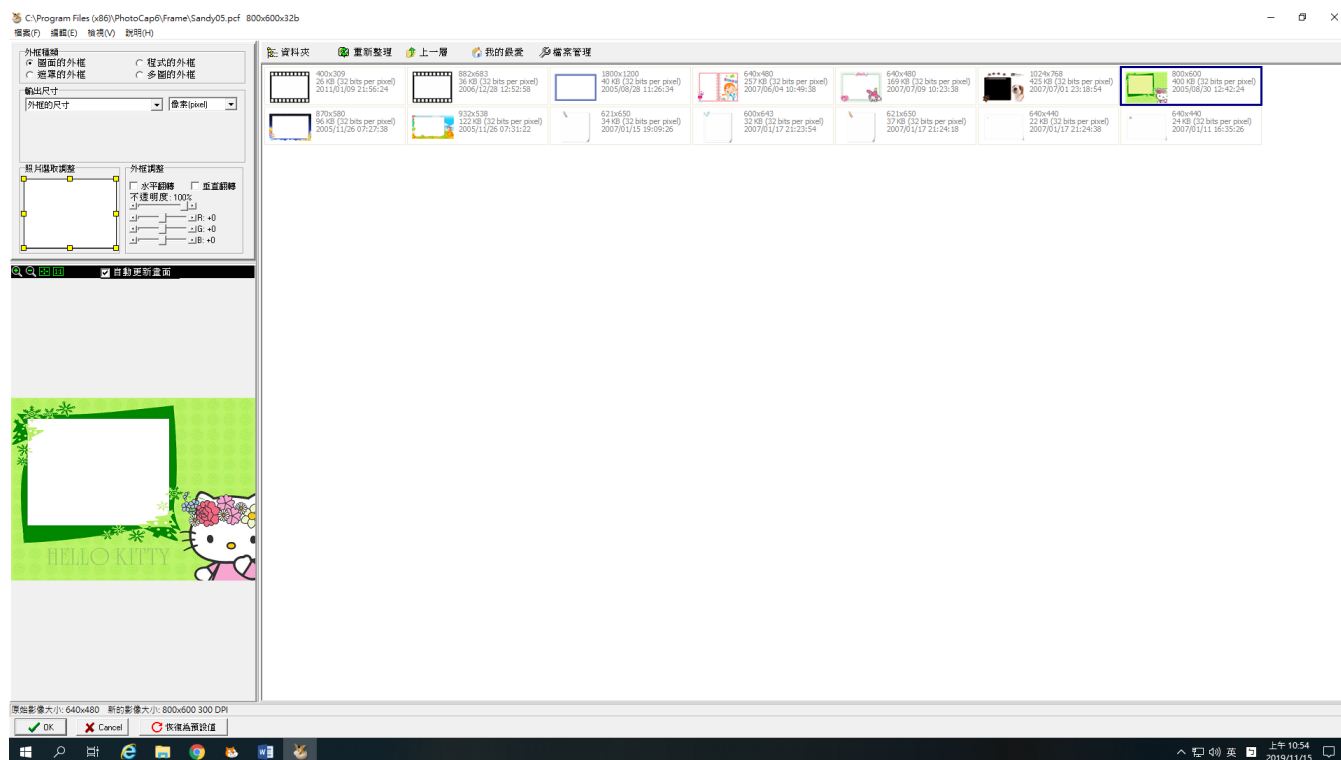 C:\Program Files (x86)\PhotoCap6\Frame\Sandy05.pcf 800x600x32b
檔案(F) 編輯(E) 檢視(V) 說明(H)
外框種類
圖面的外框 程式的外框
遮罩的外框 多圖的外框
輸出尺寸
外框的尺寸 像素(pixel)
照片選取調整
外框調整
水平翻轉 垂直翻轉
不透明度: 100%
R: +0
G: +0
B: +0
自動更新畫面
HELLO KITTY
資料夾 重新整理 上一層 我的最愛 檔案管理
400x309
26 KB (32 bits per pixel)
2011/01/09 21:56:24
882x683
36 KB (32 bits per pixel)
2006/12/28 12:52:58
1800x1200
40 KB (32 bits per pixel)
2005/08/28 11:26:34
640x480
257 KB (32 bits per pixel)
2007/06/04 10:49:38
640x480
169 KB (32 bits per pixel)
2007/07/09 10:23:38
1024x768
425 KB (32 bits per pixel)
2007/07/01 23:18:54
800x600
400 KB (32 bits per pixel)
2005/08/30 12:42:24
870x580
96 KB (32 bits per pixel)
2005/11/26 07:27:38
932x538
122 KB (32 bits per pixel)
2005/11/26 07:31:22
621x650
34 KB (32 bits per pixel)
2007/01/15 19:09:26
600x643
32 KB (32 bits per pixel)
2007/01/17 21:23:54
621x650
37 KB (32 bits per pixel)
2007/01/17 21:24:18
640x440
22 KB (32 bits per pixel)
2007/01/17 21:24:38
640x440
24 KB (32 bits per pixel)
2007/01/11 16:35:26
原始影像大小: 640x480 新的影像大小: 800x600 300 DPI
OK Cancel 恢復為預設值
英
上午 10:54
2019/11/15